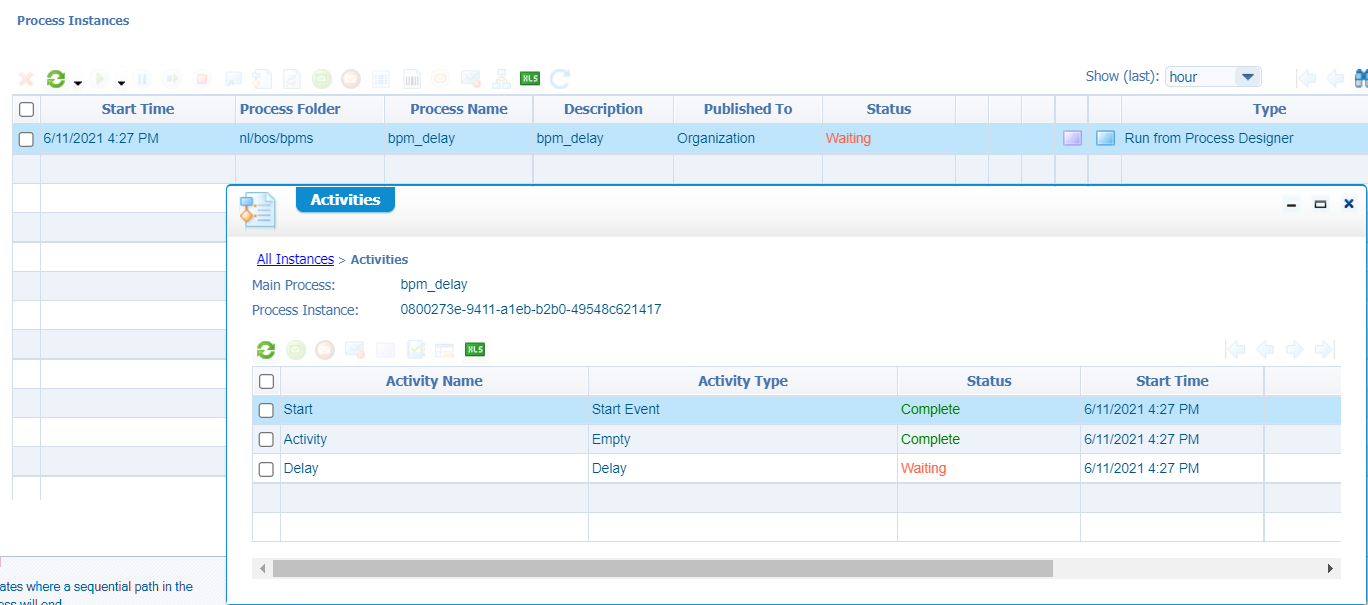 Process Instances
XLS
Show (last): hour
Start Time Process Folder Process Name Description Published To Status Type
6/11/2021 4:27 PM nl/bos/bpms bpm_delay bpm_delay Organization Waiting Run from Process Designer
Activities
All Instances > Activities
Main Process: bpm_delay
Process Instance: 0800273e-9411-a1eb-b2b0-49548c621417
XLS
Activity Name Activity Type Status Start Time
Start Start Event Complete 6/11/2021 4:27 PM
Activity Empty Complete 6/11/2021 4:27 PM
Delay Delay Waiting 6/11/2021 4:27 PM
ates where a sequential path in the
ess will end